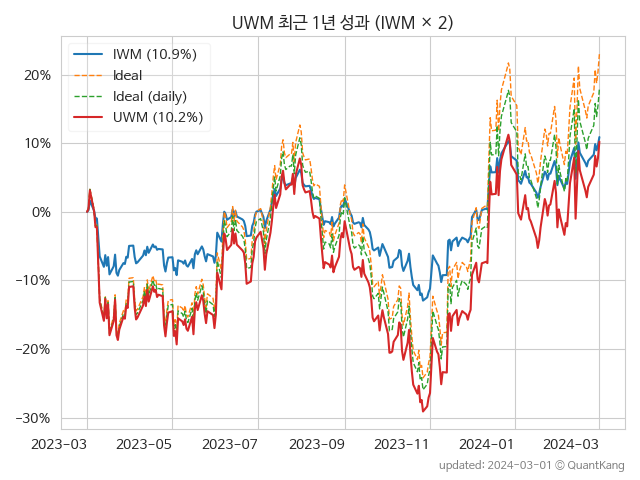 UWM 최근 1년 성과 (IWM × 2)
IWM (10.9%)
Ideal
Ideal (daily)
UWM (10.2%)
20%
10%
0%
−10%
−20%
−30%
2023-03 2023-05 2023-07 2023-09 2023-11 2024-01 2024-03
updated: 2024-03-01 © QuantKang